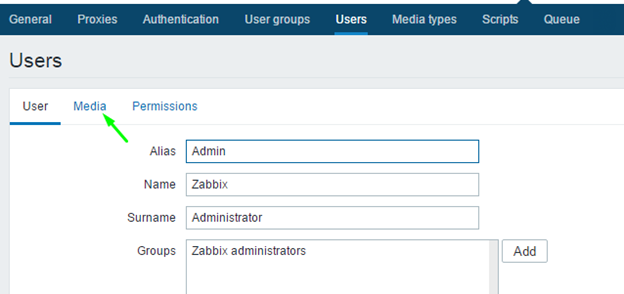 General Proxies Authentication User groups Users Media types Scripts Queue
Users
User Media Permissions
Alias Admin
Name Zabbix
Surname Administrator
Groups Zabbix administrators Add